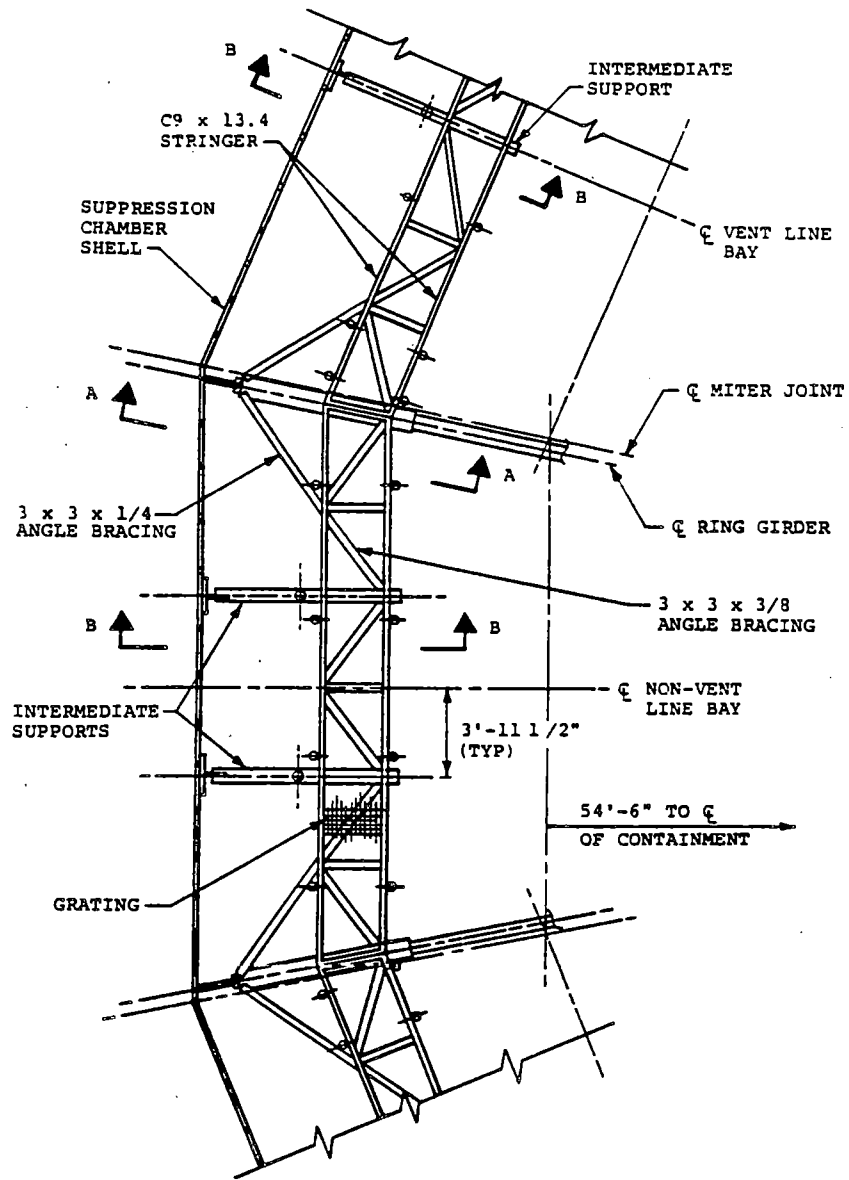 B
INTERMEDIATE
SUPPORT
C9 x 13.4
STRINGER
B
SUPPRESSION
CHAMBER
SHELL
℄ VENT LINE
BAY
A
℄ MITER JOINT
A
3 x 3 x 1/4
ANGLE BRACING
℄ RING GIRDER
B
B
3 x 3 x 3/8
ANGLE BRACING
℄ NON-VENT
LINE BAY
INTERMEDIATE
SUPPORTS
3'-11 1/2"
(TYP)
54'-6" TO ℄
OF CONTAINMENT
GRATING